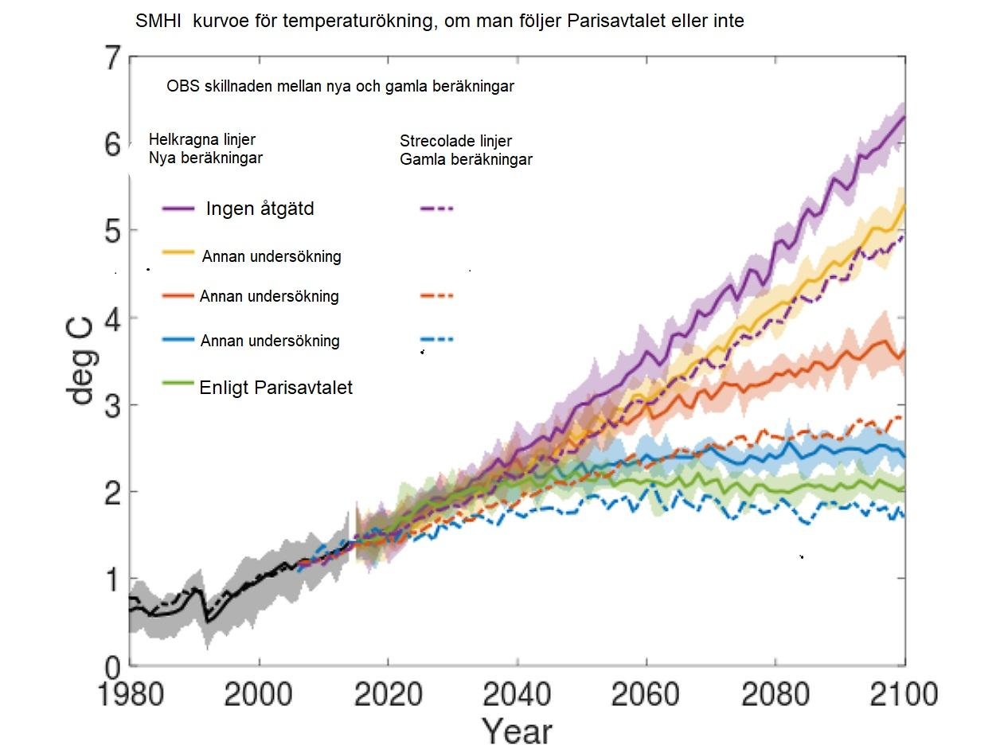 SMHI  kurvoe för temperaturökning, om man följer Parisavtalet eller inte
OBS skillnaden mellan nya och gamla beräkningar
Helkragna linjer
Nya beräkningar
Strecolade linjer
Gamla beräkningar
Ingen åtgätd
Annan undersökning
Annan undersökning
Annan undersökning
Enligt Parisavtalet
deg C
7
6
5
4
3
2
1
0
1980 2000 2020 2040 2060 2080 2100
Year